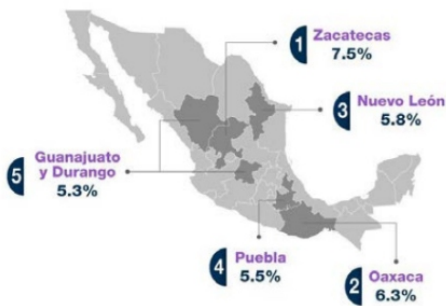 1 Zacatecas
7.5%
3 Nuevo León
5.8%
5 Guanajuato
y Durango
5.3%
4 Puebla
5.5%
2 Oaxaca
6.3%